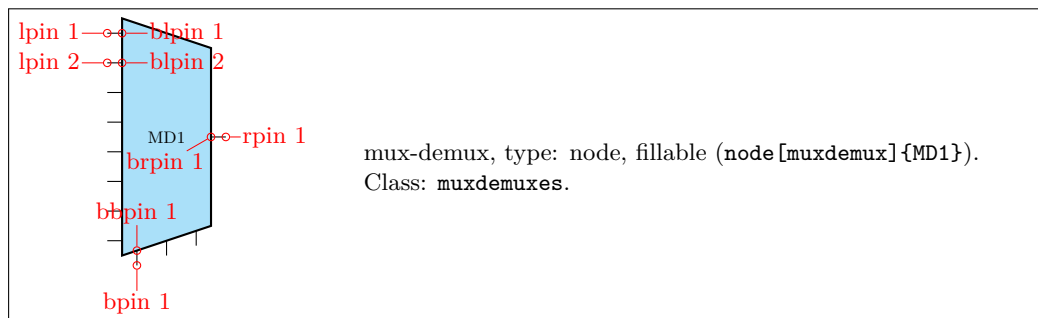 lpin 1
blpin 1
lpin 2
blpin 2
MD1
rpin 1
brpin 1
bbpin 1
bpin 1
mux-demux, type: node, fillable (node[muxdemux]{MD1}).
Class: muxdemuxes.